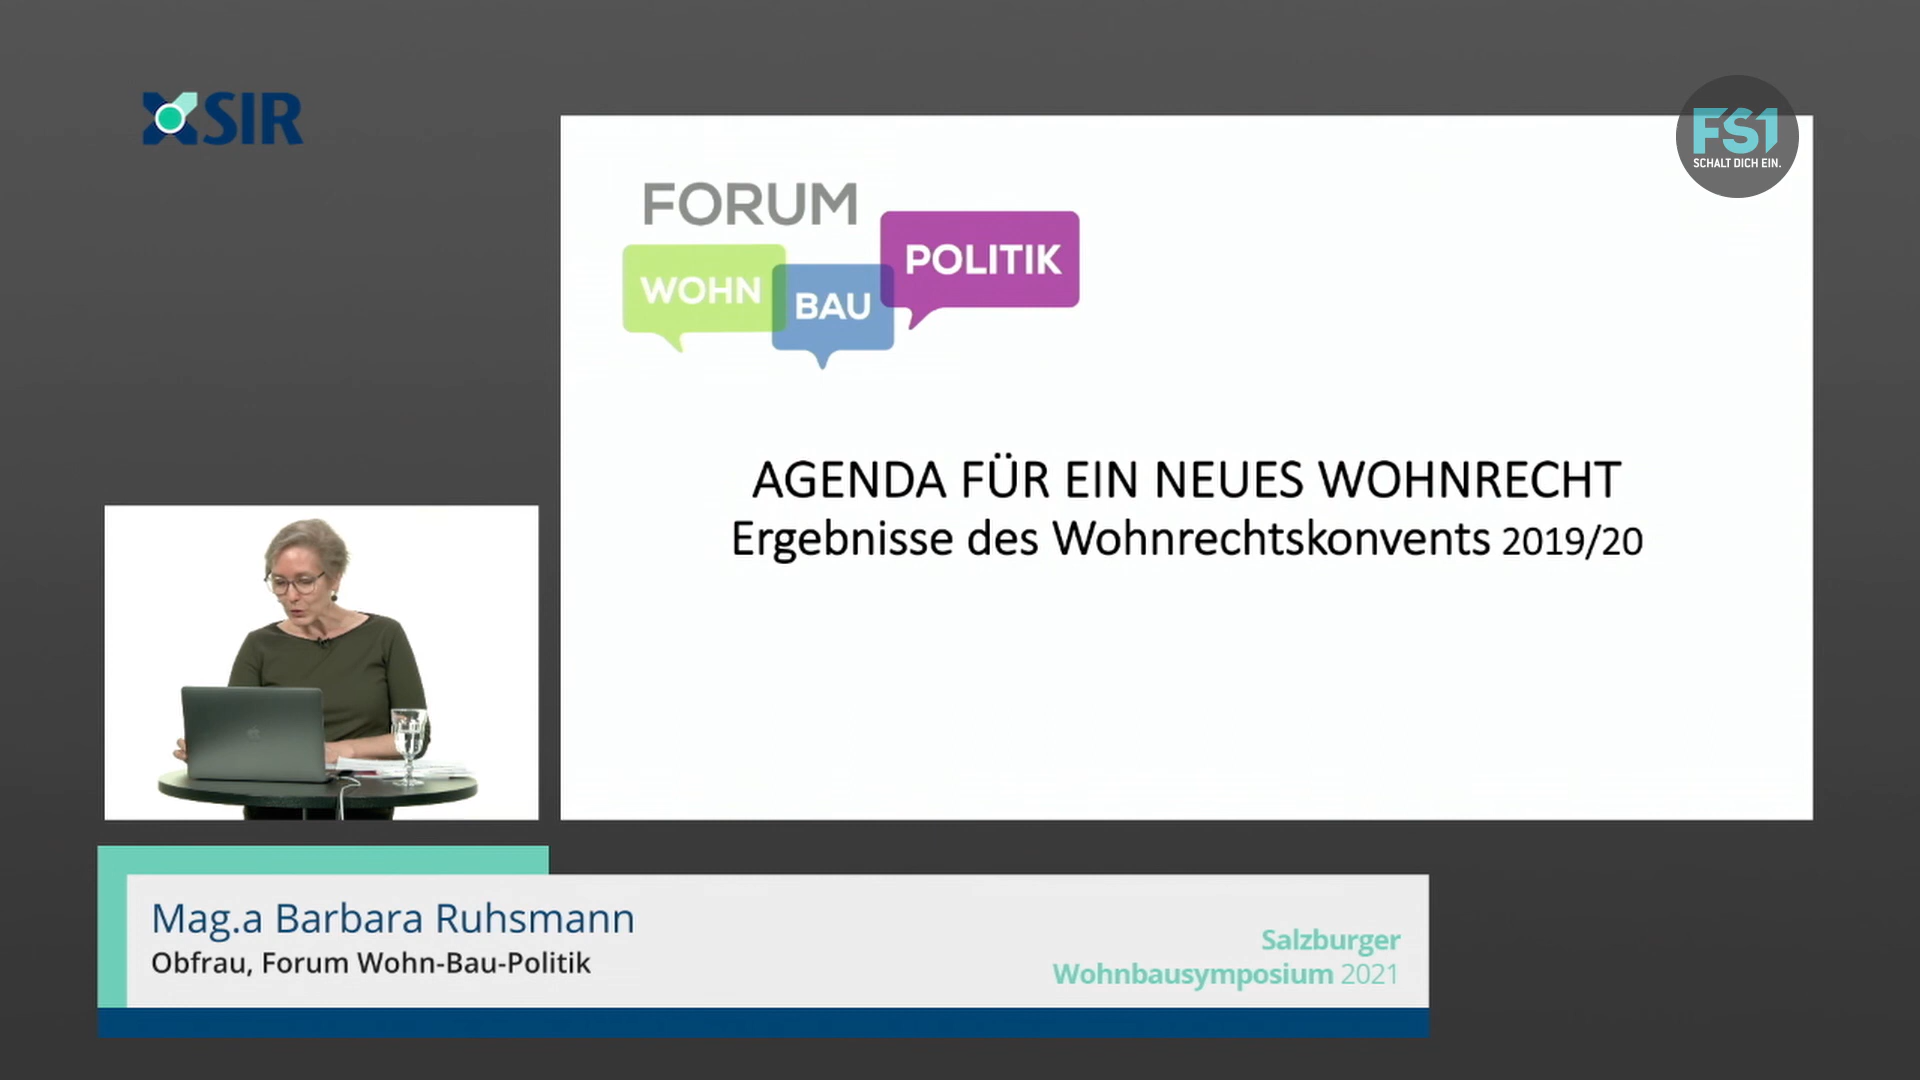 SIR
FS1
SCHALT DICH EIN.
FORUM
WOHN
BAU
POLITIK
AGENDA FÜR EIN NEUES WOHNRECHT
Ergebnisse des Wohnrechtskonvents 2019/20
Mag.a Barbara Ruhsmann
Obfrau, Forum Wohn-Bau-Politik
Salzburger
Wohnbausymposium 2021